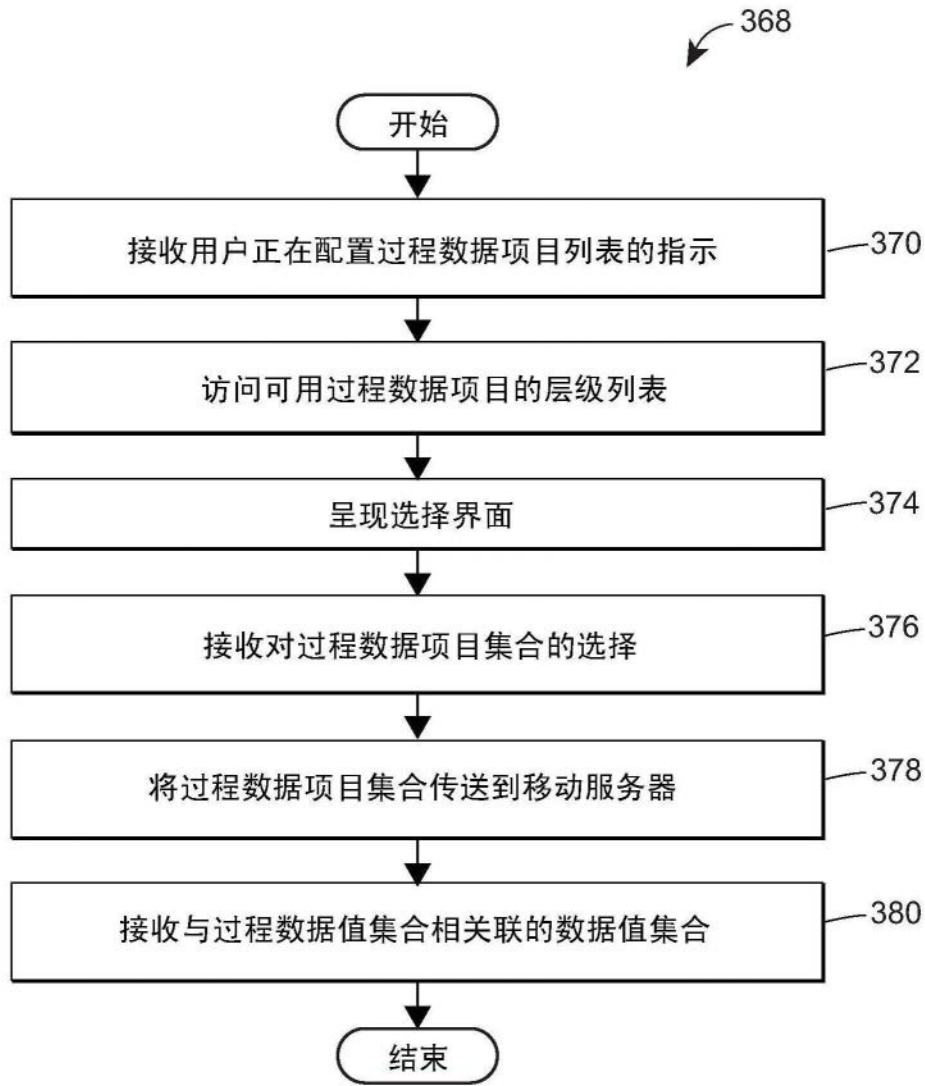 368
开始
接收用户正在配置过程数据项目列表的指示
370
访问可用过程数据项目的层级列表
372
呈现选择界面
374
接收对过程数据项目集合的选择
376
将过程数据项目集合传送到移动服务器
378
接收与过程数据值集合相关联的数据值集合
380
结束